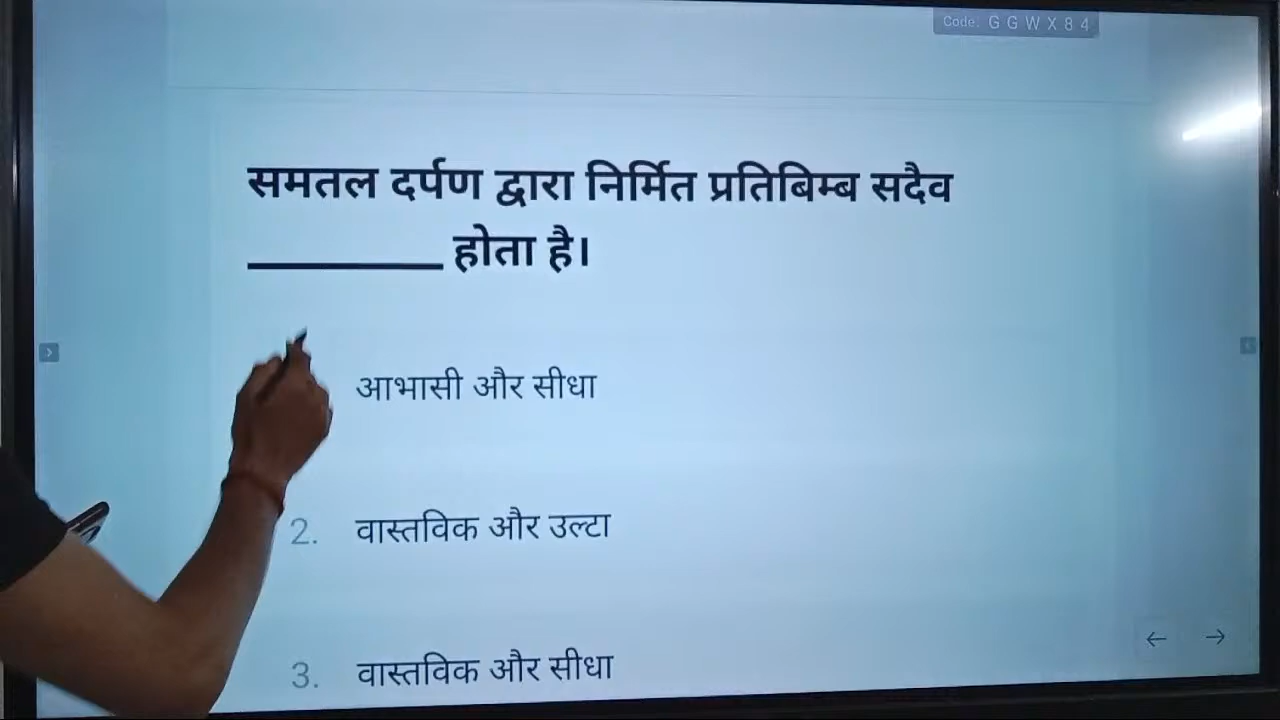 Code: G G W X 8 4
समतल दर्पण द्वारा निर्मित प्रतिबिम्ब सदैव
__________ होता है।
आभासी और सीधा
2. वास्तविक और उल्टा
3. वास्तविक और सीधा